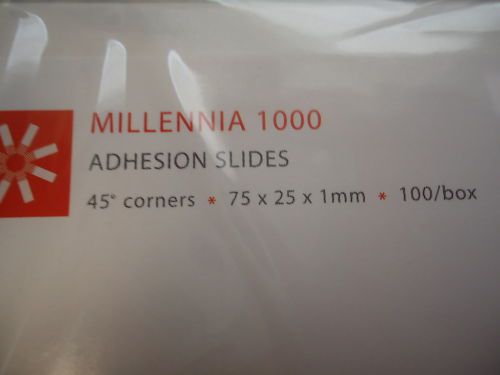 MILLENNIA 1000
ADHESION SLIDES
45° corners * 75 x 25 x 1mm * 100/box